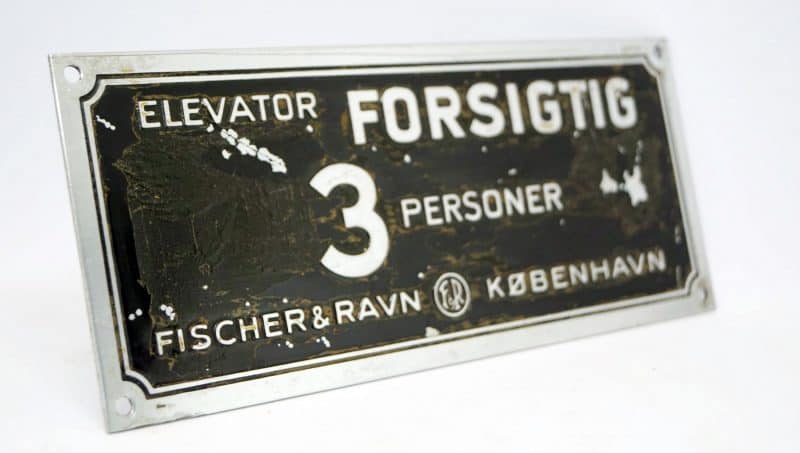 ELEVATOR FORSIGTIG
3 PERSONER
FISCHER & RAVN F&R KØBENHAVN